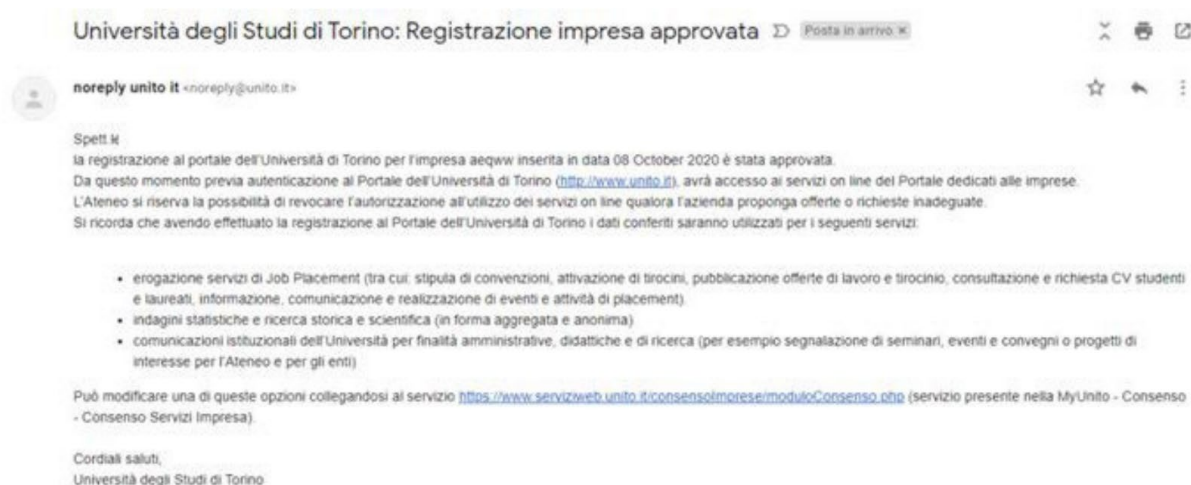 Università degli Studi di Torino: Registrazione impresa approvata Posta in arrivo ×
noreply unito it <noreply@unito.it>
Spett.le
la registrazione al portale dell'Università di Torino per l'impresa aeqww inserita in data 08 October 2020 è stata approvata.
Da questo momento previa autenticazione al Portale dell'Università di Torino (http://www.unito.it), avrà accesso ai servizi on line del Portale dedicati alle imprese.
L'Ateneo si riserva la possibilità di revocare l'autorizzazione all'utilizzo dei servizi on line qualora l'azienda proponga offerte o richieste inadeguate.
Si ricorda che avendo effettuato la registrazione al Portale dell'Università di Torino i dati conferiti saranno utilizzati per i seguenti servizi:
• erogazione servizi di Job Placement (tra cui: stipula di convenzioni, attivazione di tirocini, pubblicazione offerte di lavoro e tirocinio, consultazione e richiesta CV studenti
e laureati, informazione, comunicazione e realizzazione di eventi e attività di placement)
• indagini statistiche e ricerca storica e scientifica (in forma aggregata e anonima)
• comunicazioni istituzionali dell'Università per finalità amministrative, didattiche e di ricerca (per esempio segnalazione di seminari, eventi e convegni o progetti di
interesse per l'Ateneo e per gli enti)
Può modificare una di queste opzioni collegandosi al servizio https://www.serviziweb.unito.it/consensoImprese/moduloConsenso.php (servizio presente nella MyUnito - Consenso
- Consenso Servizi Impresa).
Cordiali saluti,
Università degli Studi di Torino